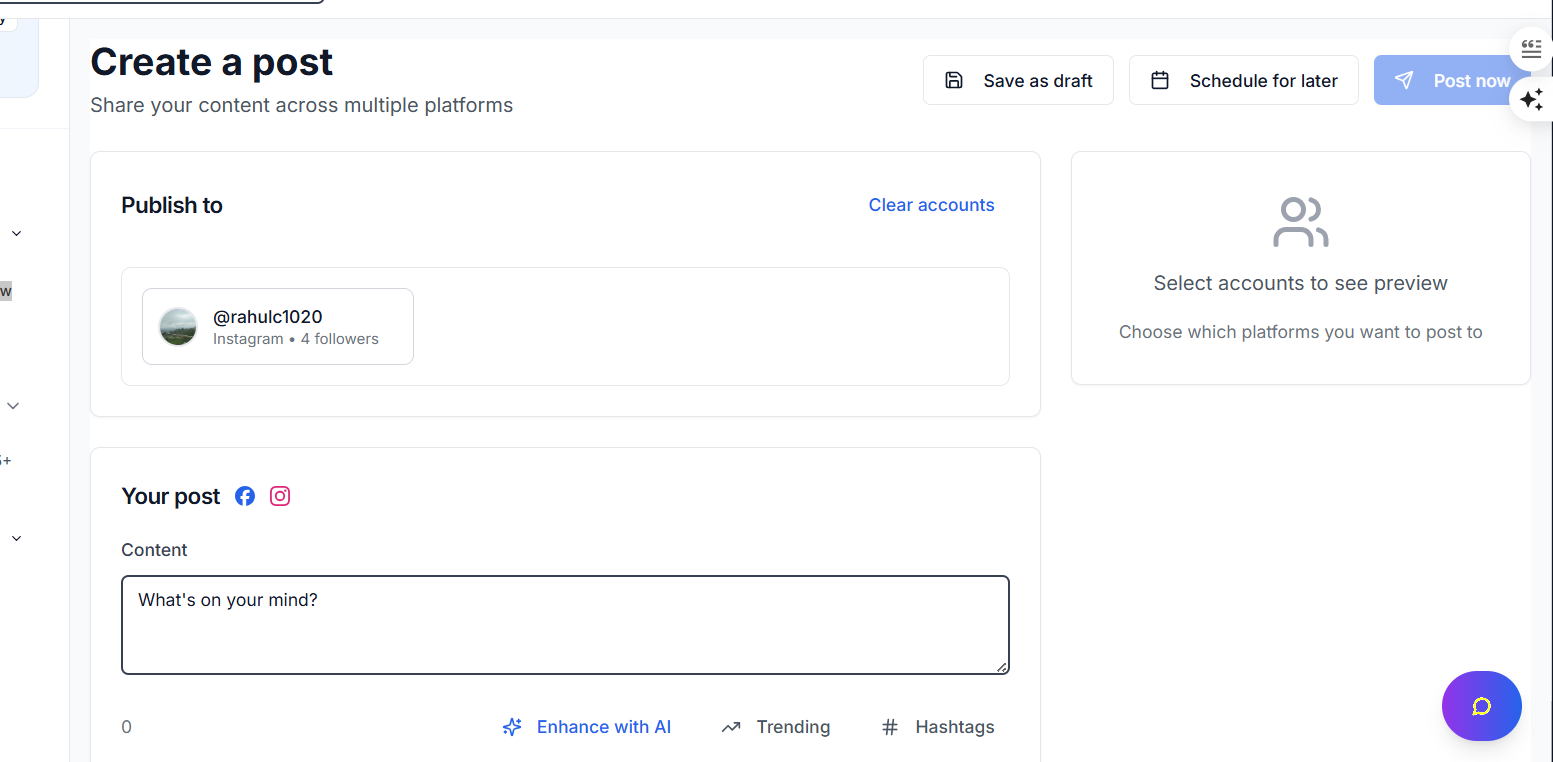 Create a post
Share your content across multiple platforms
Save as draft
Schedule for later
Post now
Publish to
Clear accounts
@rahulc1020
Instagram • 4 followers
Select accounts to see preview
Choose which platforms you want to post to
Your post
Content
What's on your mind?
0
Enhance with AI
Trending
# Hashtags